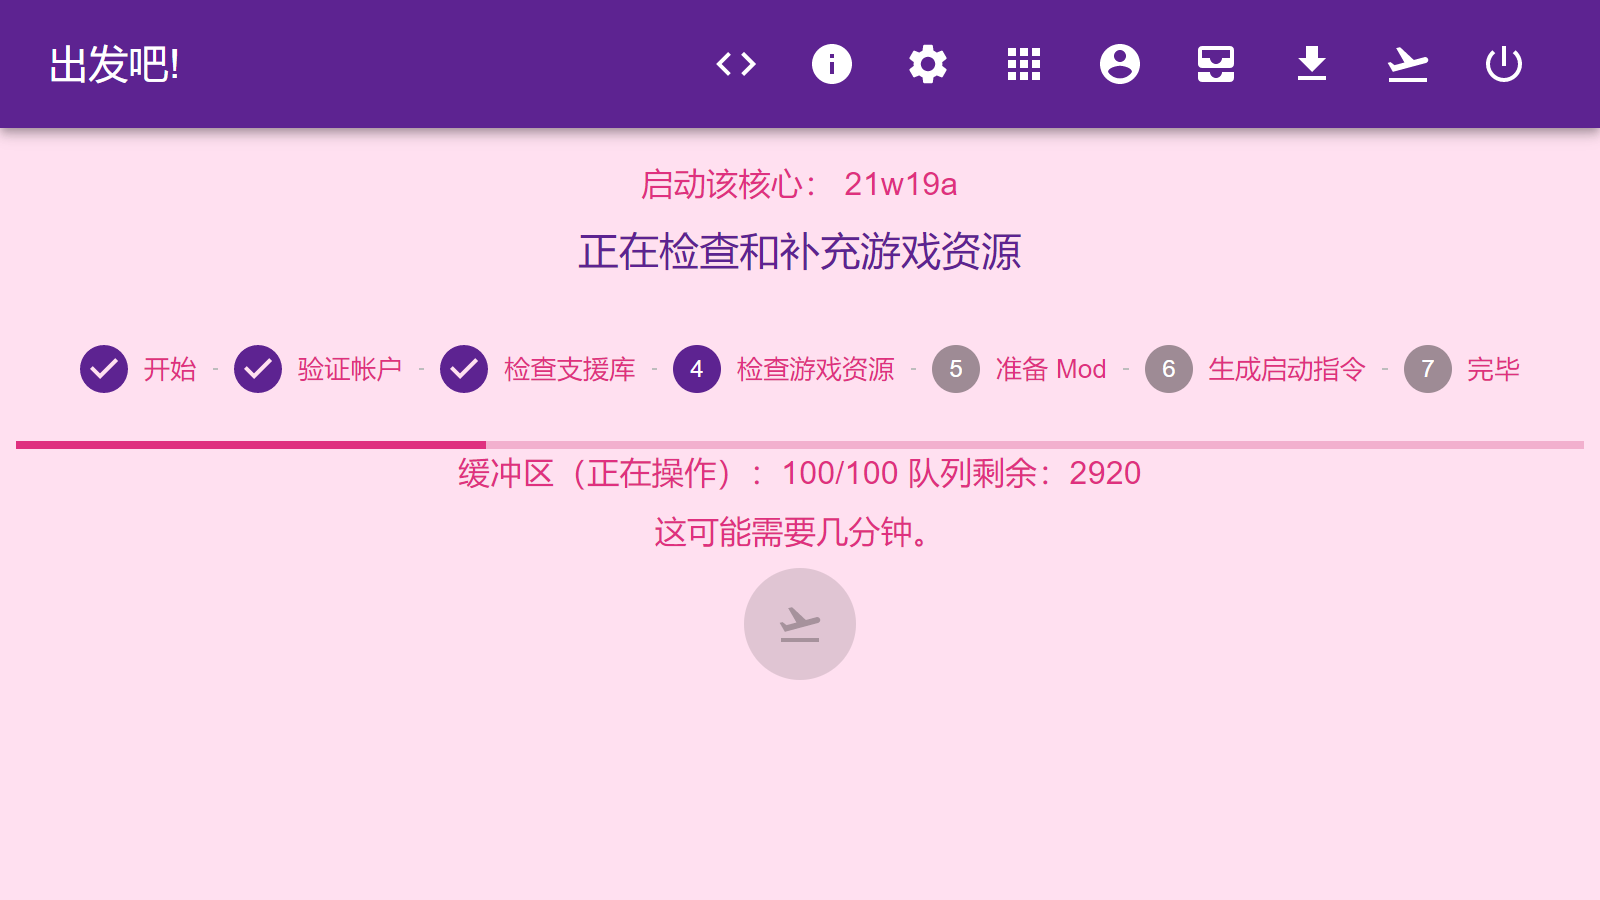 出发吧!
启动该核心： 21w19a
正在检查和补充游戏资源
开始 - 验证帐户 - 检查支援库 - 4 检查游戏资源 - 5 准备 Mod - 6 生成启动指令 - 7 完毕
缓冲区（正在操作）：100/100 队列剩余：2920
这可能需要几分钟。